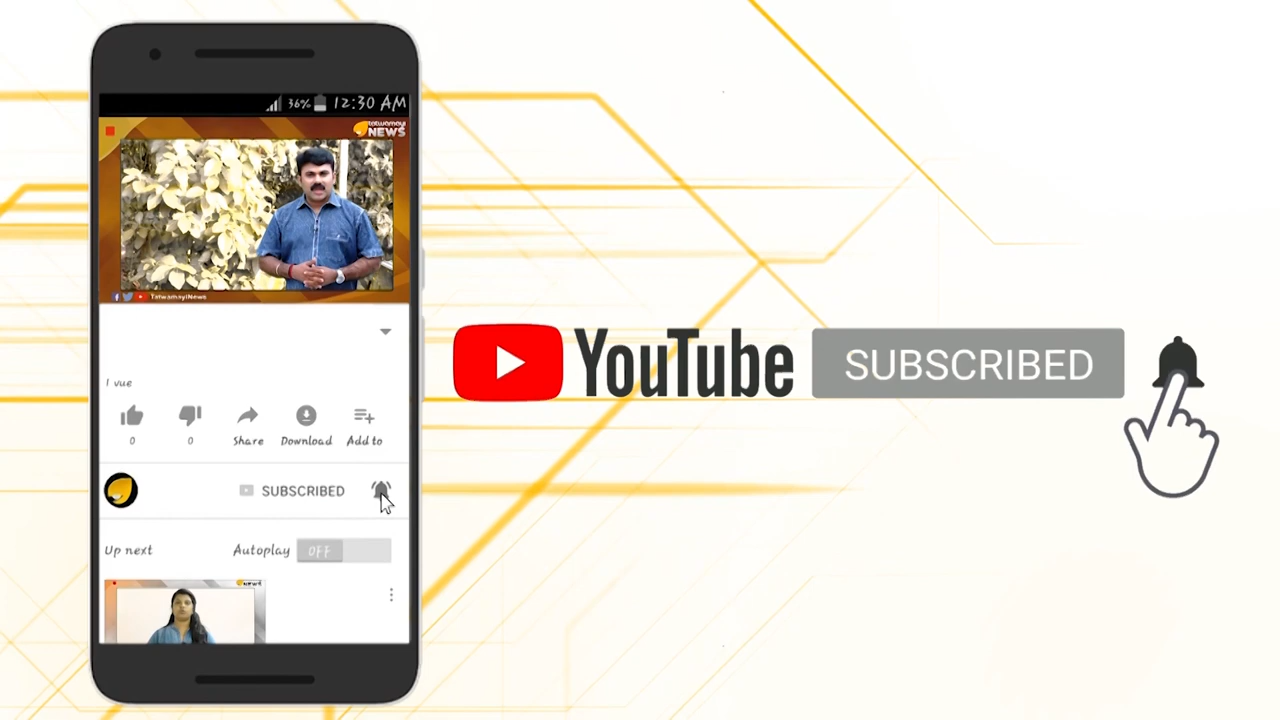 36% 12:30 AM
tatwamayi
NEWS
TatwamayiNews
1 vue
0 0 Share Download Add to
SUBSCRIBED
Up next Autoplay OFF
NEWS
YouTube SUBSCRIBED